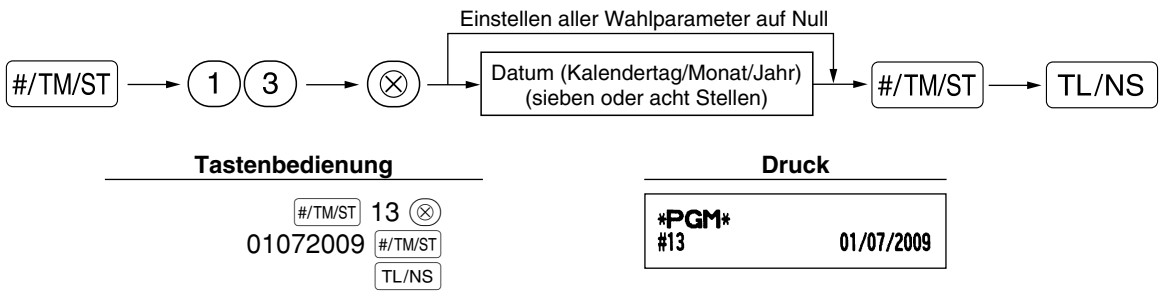 Einstellen aller Wahlparameter auf Null
#/TM/ST 1 3 ⊗ Datum (Kalendertag/Monat/Jahr) #/TM/ST TL/NS
(sieben oder acht Stellen)
Tastenbedienung
#/TM/ST 13 ⊗
01072009 #/TM/ST
TL/NS
Druck
*PGM*
#13 01/07/2009